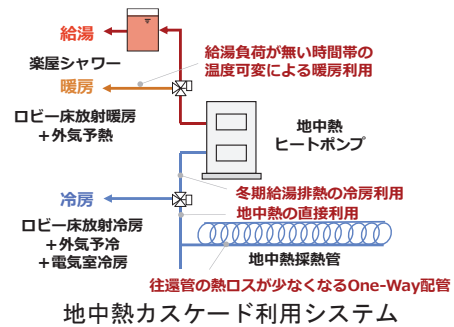 給湯
楽屋シャワー
給湯負荷が無い時間帯の
温度可変による暖房利用
暖房
ロビー床放射暖房
＋外気予熱
地中熱
ヒートポンプ
冬期給湯排熱の冷房利用
冷房
地中熱の直接利用
ロビー床放射冷房
＋外気予冷
＋電気室冷房
地中熱採熱管
往還管の熱ロスが少なくなるOne-Way配管
地中熱カスケード利用システム